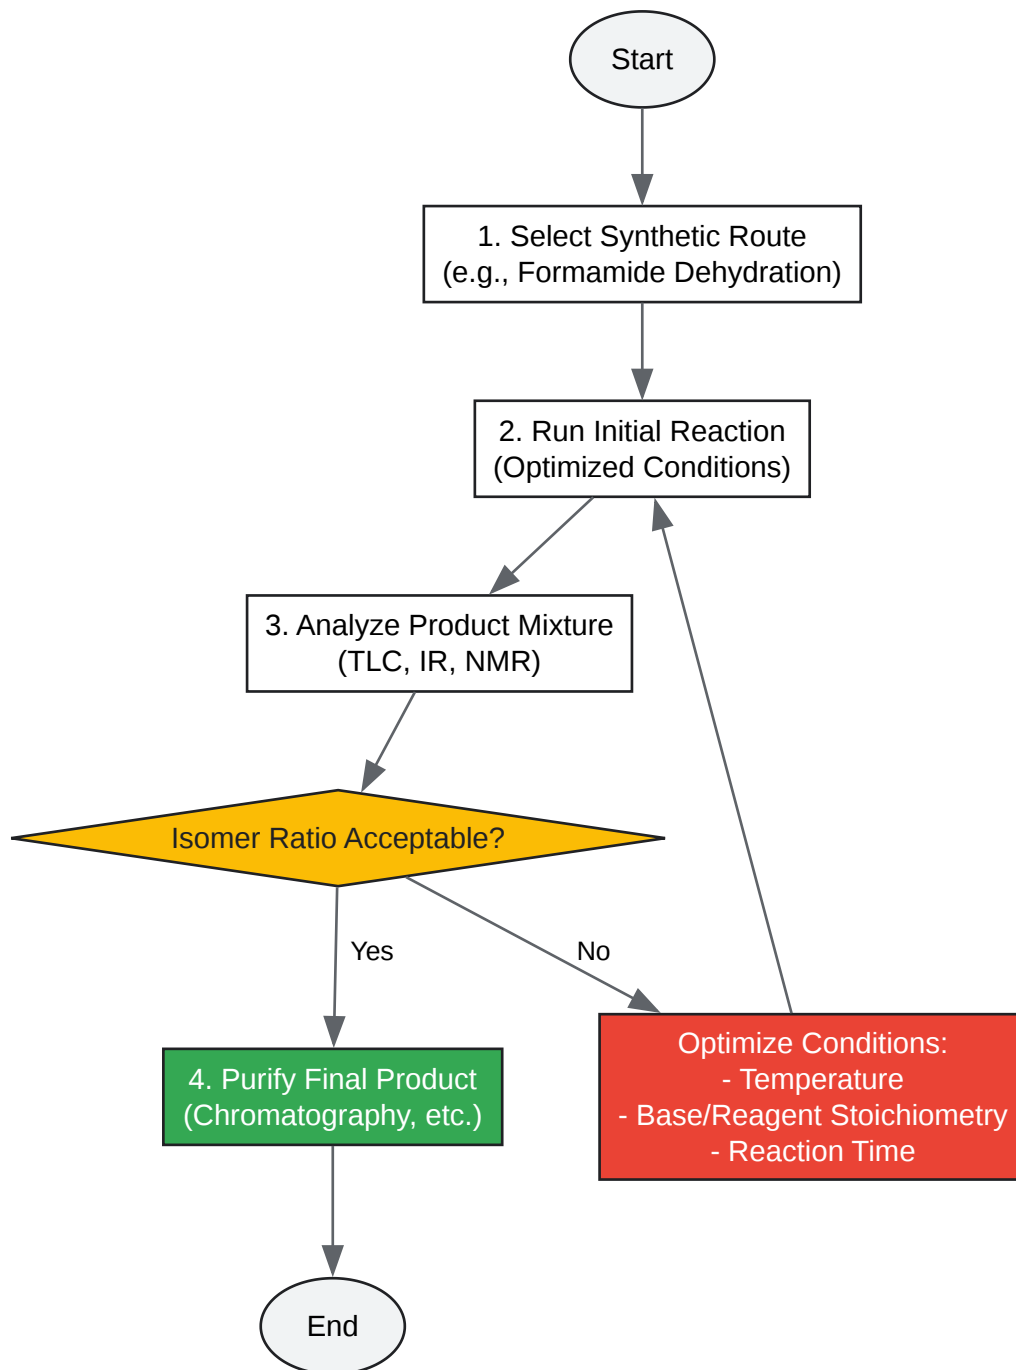 Start
1. Select Synthetic Route
(e.g., Formamide Dehydration)
2. Run Initial Reaction
(Optimized Conditions)
3. Analyze Product Mixture
(TLC, IR, NMR)
Isomer Ratio Acceptable?
Yes
No
4. Purify Final Product
(Chromatography, etc.)
Optimize Conditions:
- Temperature
- Base/Reagent Stoichiometry
- Reaction Time
End